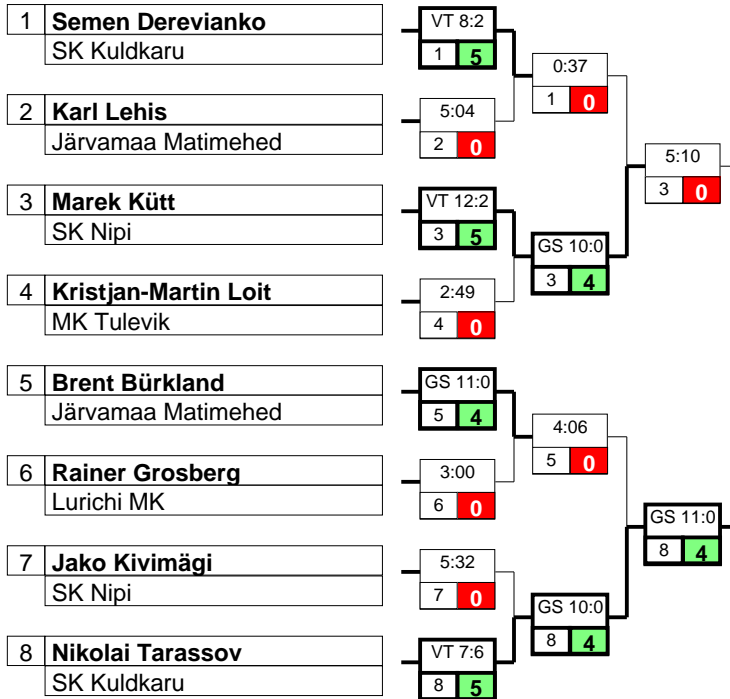 1 Semen Derevianko
SK Kuldkaru
VT 8:2
1 5
0:37
1 0
2 Karl Lehis
Järvamaa Matimehed
5:04
2 0
5:10
3 0
3 Marek Kütt
SK Nipi
VT 12:2
3 5
GS 10:0
3 4
4 Kristjan-Martin Loit
MK Tulevik
2:49
4 0
5 Brent Bürkland
Järvamaa Matimehed
GS 11:0
5 4
4:06
5 0
6 Rainer Grosberg
Lurichi MK
3:00
6 0
GS 11:0
8 4
7 Jako Kivimägi
SK Nipi
5:32
7 0
GS 10:0
8 4
8 Nikolai Tarassov
SK Kuldkaru
VT 7:6
8 5